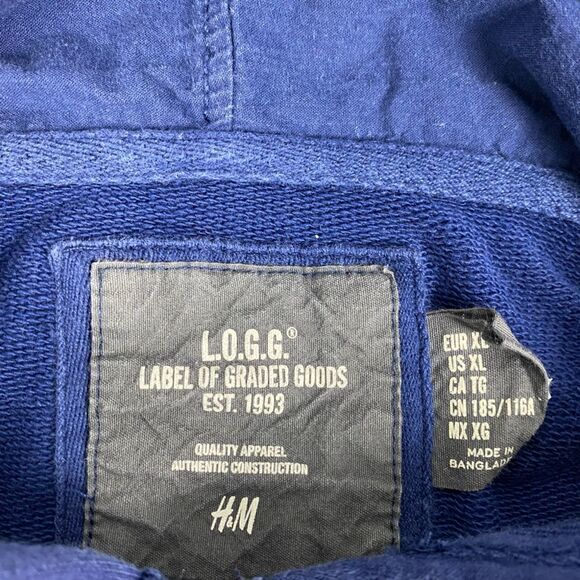 L.O.G.G.®
LABEL OF GRADED GOODS
EST. 1993
QUALITY APPAREL
AUTHENTIC CONSTRUCTION
H&M
EUR XL
US XL
CA TG
CN 185/116A
MX XG
MADE IN